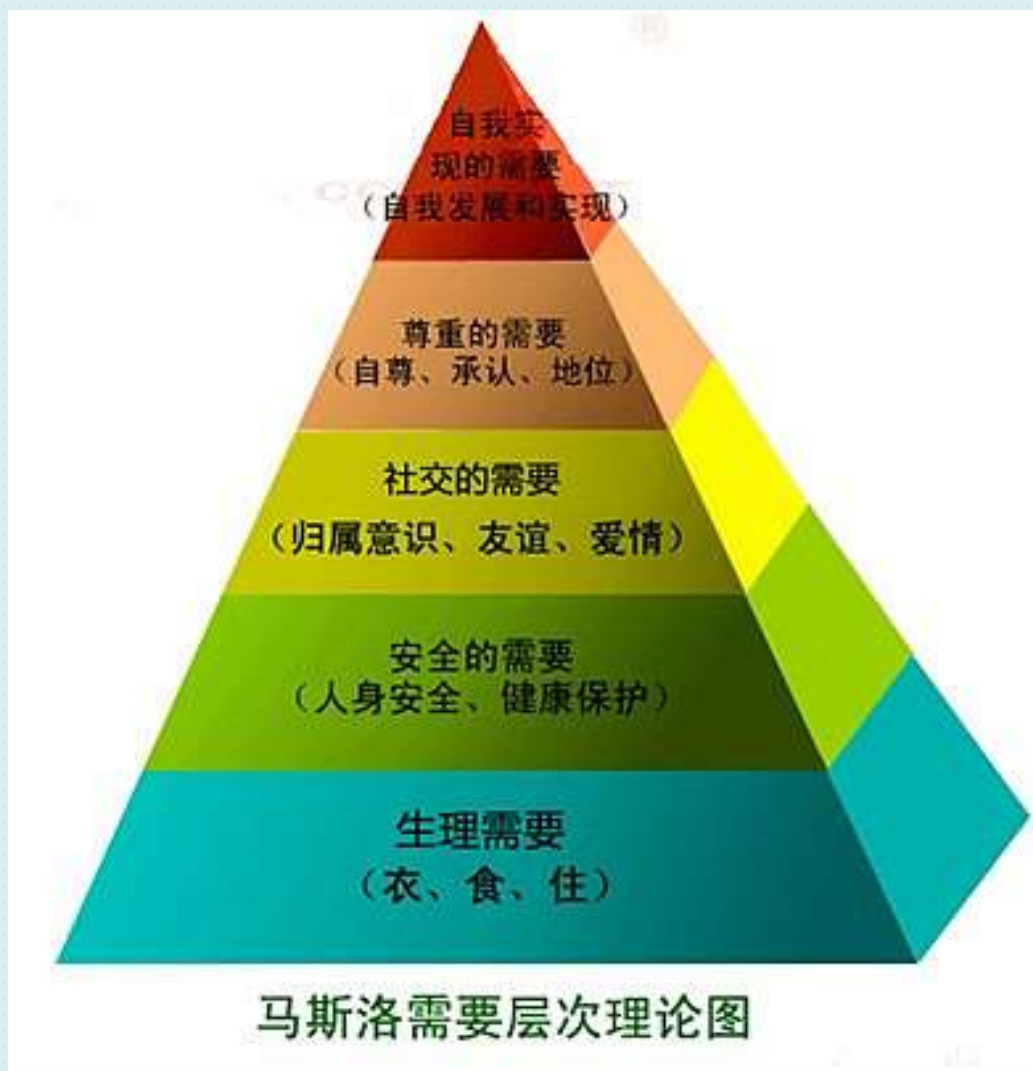 自我实
现的需要
（自我发展和实现）
尊重的需要
（自尊、承认、地位）
社交的需要
（归属意识、友谊、爱情）
安全的需要
（人身安全、健康保护）
生理需要
（衣、食、住）
马斯洛需要层次理论图